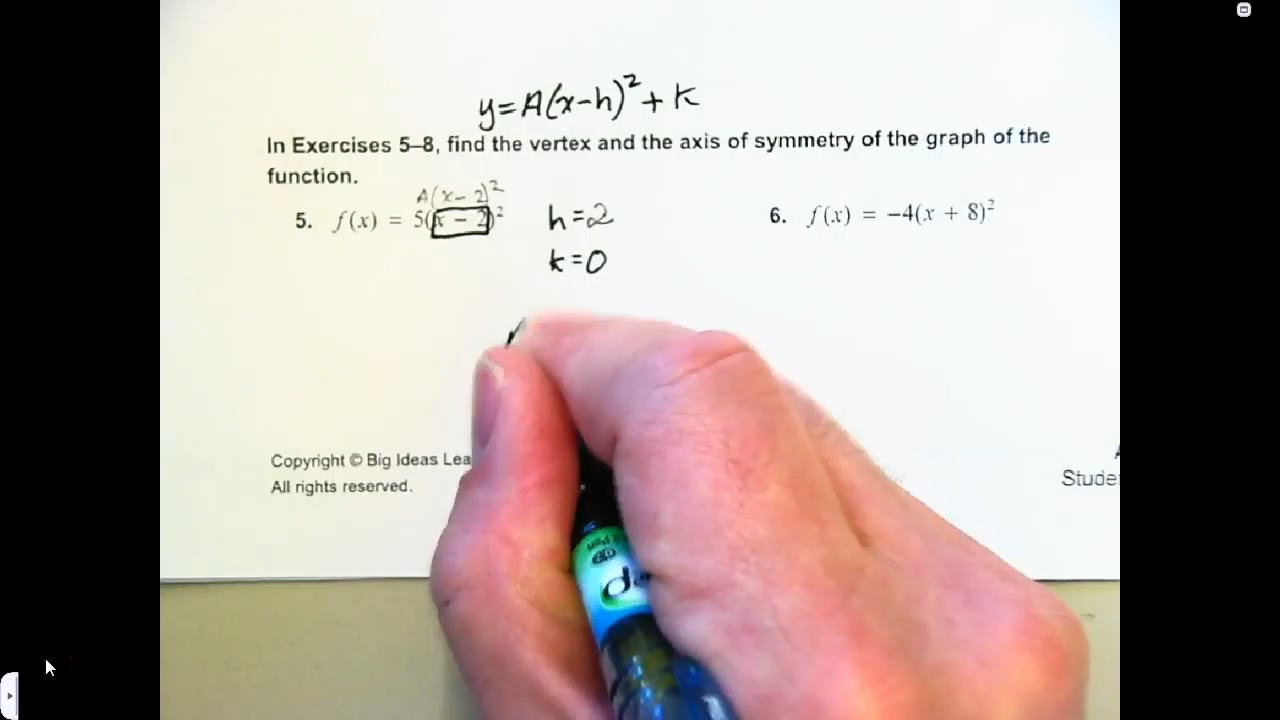 y=A(x-h)²+k
In Exercises 5–8, find the vertex and the axis of symmetry of the graph of the
function.
A(x-2)²
5. f(x) = 5(x – 2)²
h=2
k=0
6. f(x) = −4(x + 8)²
Copyright © Big Ideas Lea
All rights reserved.
Stude